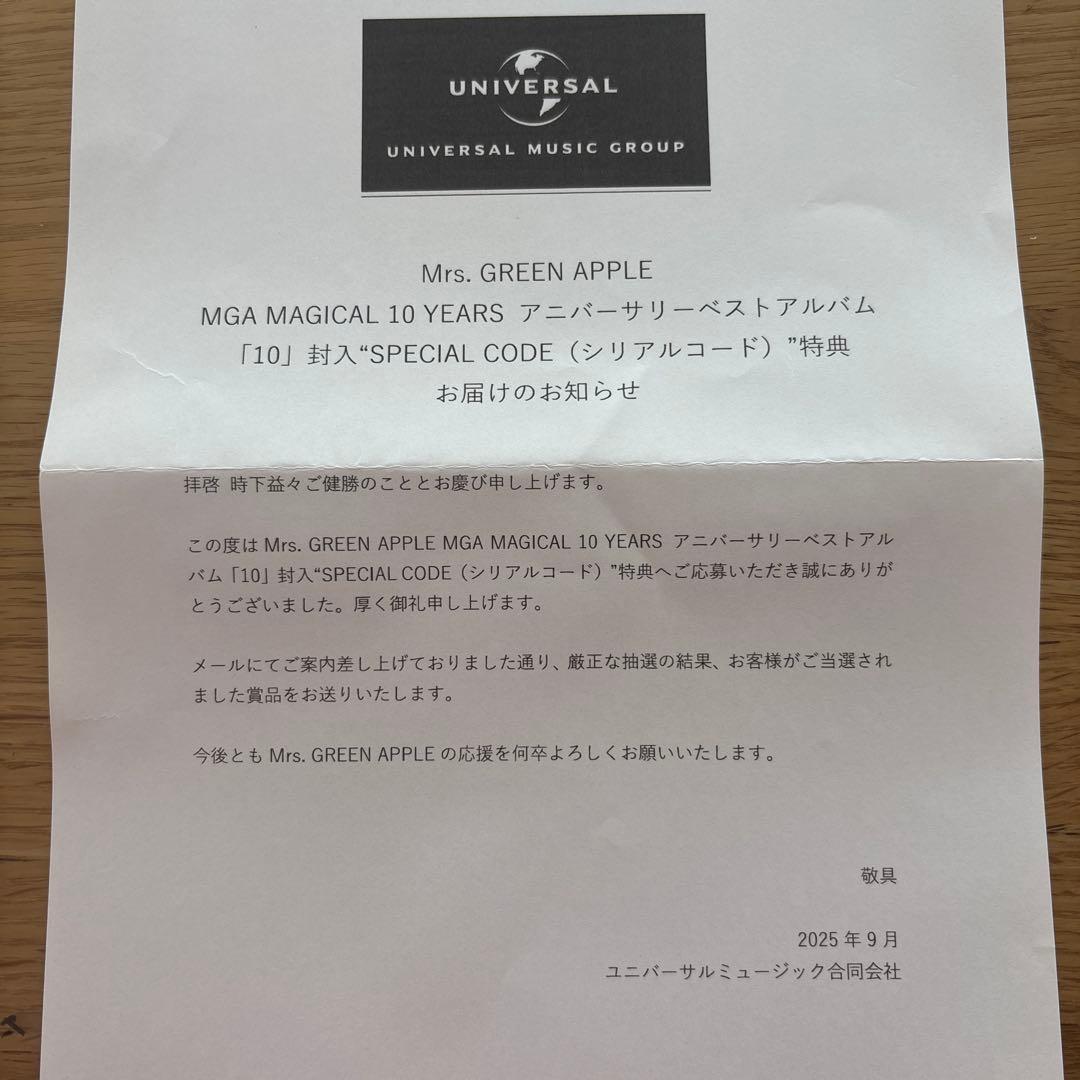 UNIVERSAL
UNIVERSAL MUSIC GROUP
Mrs. GREEN APPLE
MGA MAGICAL 10 YEARS アニバーサリーベストアルバム
「10」封入“SPECIAL CODE（シリアルコード）”特典
お届けのお知らせ
拝啓 時下益々ご健勝のこととお慶び申し上げます。
この度は Mrs. GREEN APPLE MGA MAGICAL 10 YEARS アニバーサリーベストアル
バム「10」封入“SPECIAL CODE（シリアルコード）”特典へご応募いただき誠にありが
とうございました。厚く御礼申し上げます。
メールにてご案内差し上げておりました通り、厳正な抽選の結果、お客様がご当選され
ました賞品をお送りいたします。
今後とも Mrs. GREEN APPLE の応援を何卒よろしくお願いいたします。
敬具
2025 年 9 月
ユニバーサルミュージック合同会社